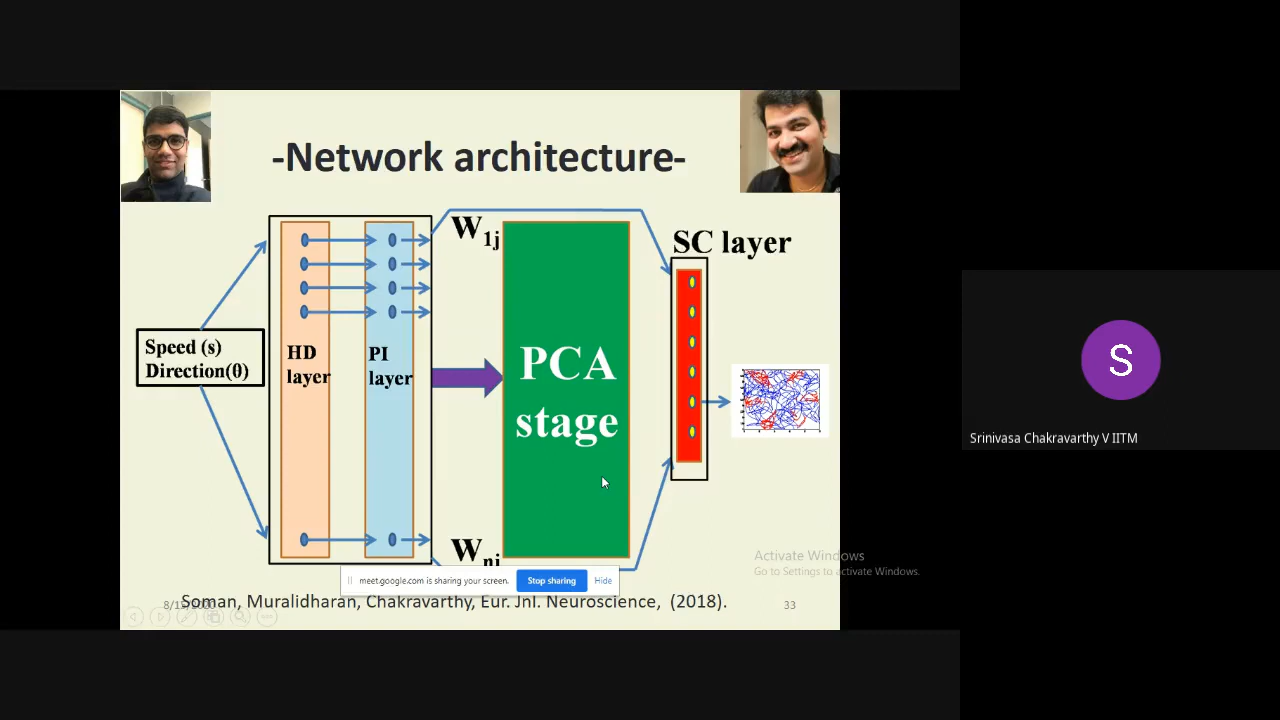 -Network architecture-
W1j
SC layer
Speed (s)
Direction(θ)
HD
layer
PI
layer
PCA
stage
Wnj
meet.google.com is sharing your screen. Stop sharing Hide
Soman, Muralidharan, Chakravarthy, Eur. Jnl. Neuroscience, (2018).
33
Activate Windows
Go to Settings to activate Windows.
S
Srinivasa Chakravarthy V IITM